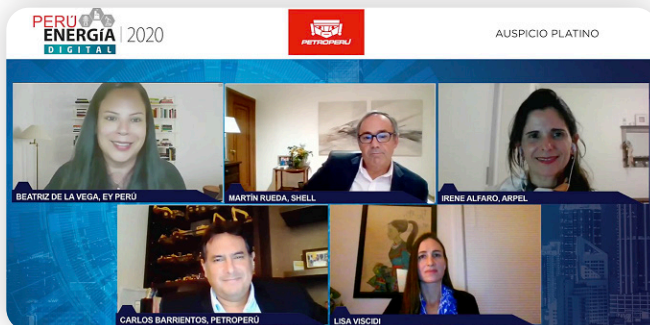 PERÚ
ENERGÍA
DIGITAL
2020
PETROPERÚ
AUSPICIO PLATINO
BEATRIZ DE LA VEGA, EY PERÚ
MARTÍN RUEDA, SHELL
IRENE ALFARO, ARPEL
CARLOS BARRIENTOS, PETROPERÚ
LISA VISCIDI